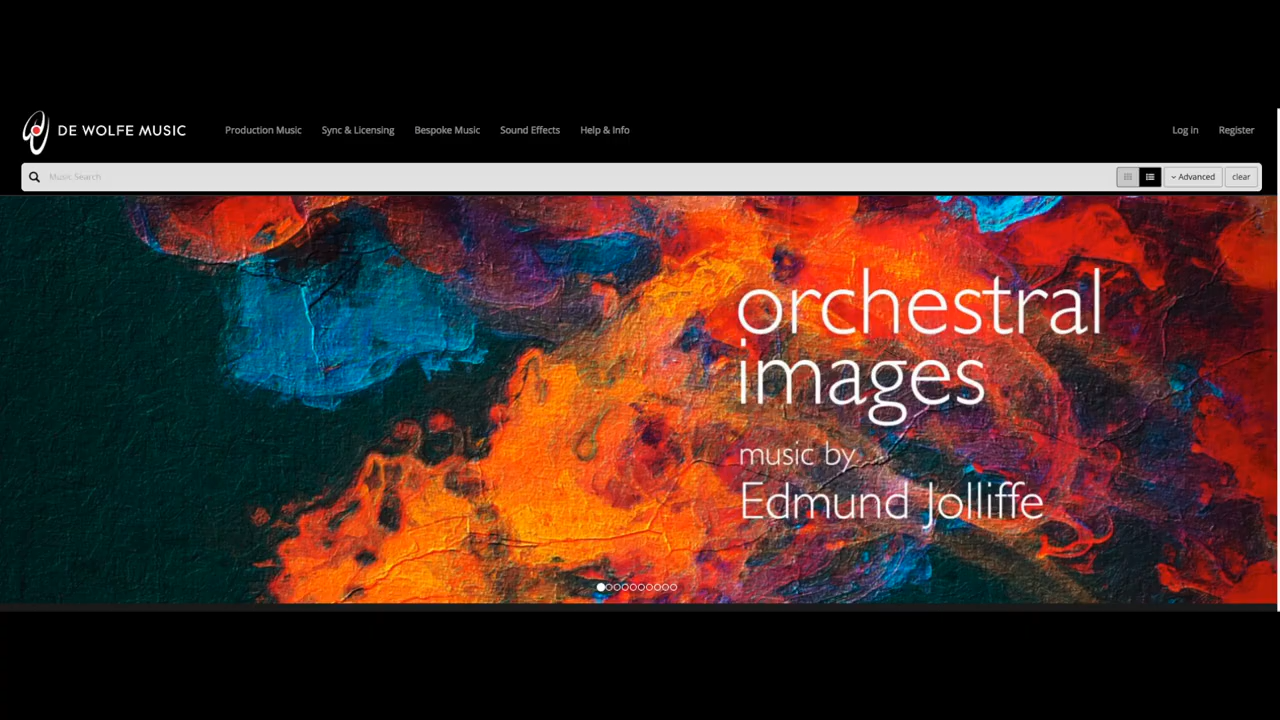 DE WOLFE MUSIC
Production Music
Sync & Licensing
Bespoke Music
Sound Effects
Help & Info
Log in
Register
Music Search
Advanced
clear
orchestral
images
music by
Edmund Jolliffe